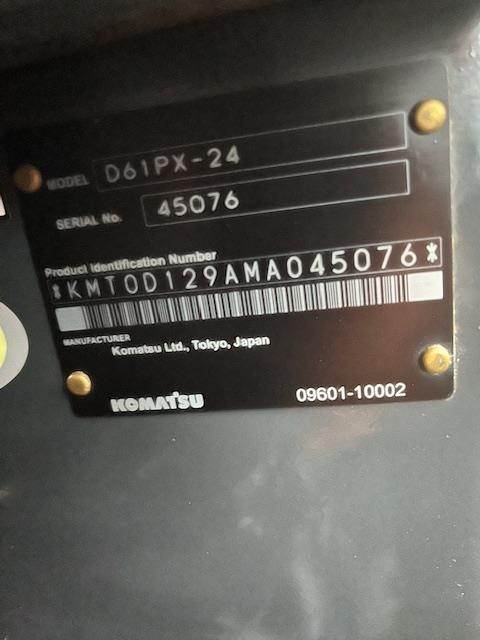 MODEL D61PX-24
SERIAL No. 45076
Product Identification Number
*KMT0D129AMA045076*
MANUFACTURER
Komatsu Ltd., Tokyo, Japan
KOMATSU 09601-10002